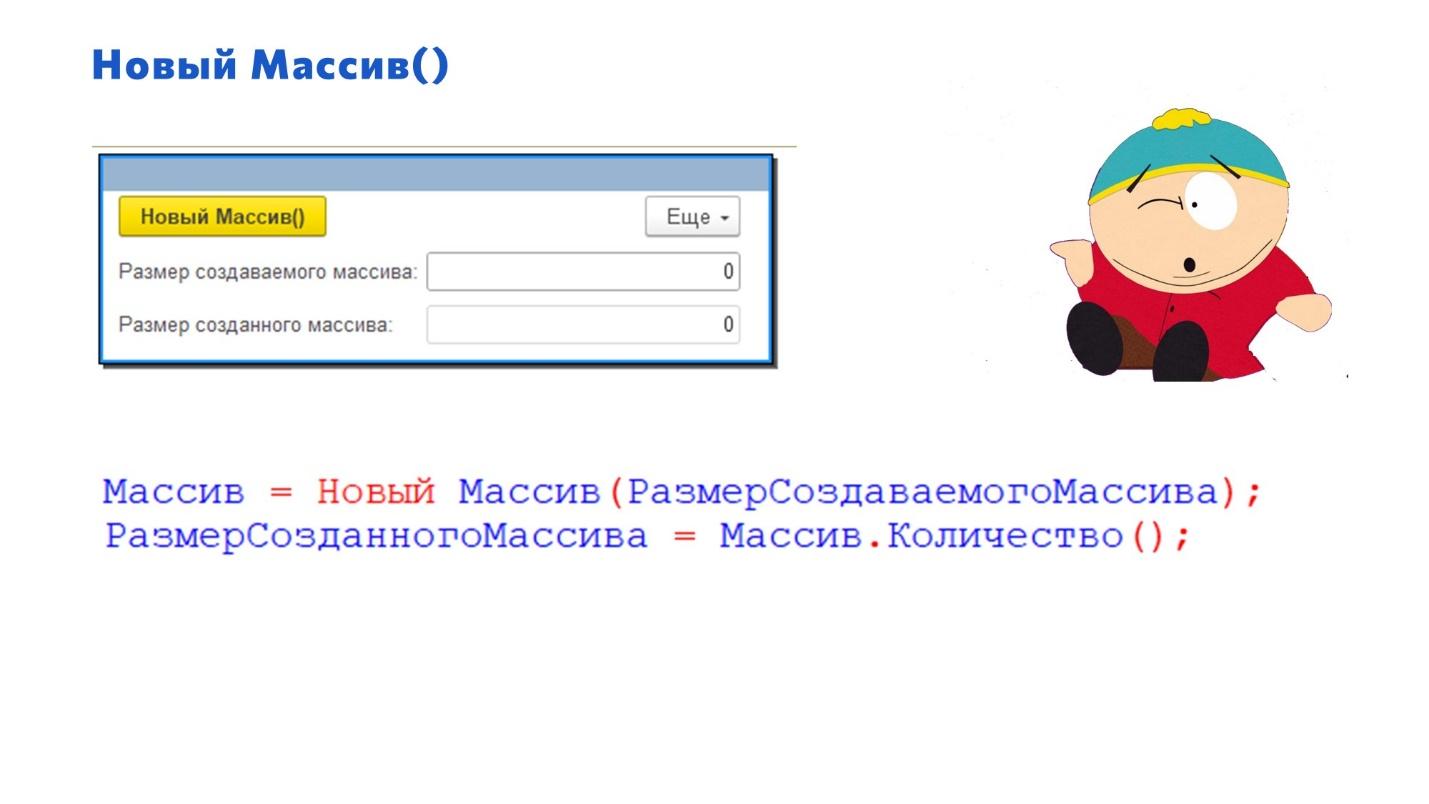 Новый Массив()
Новый Массив()
Еще
Размер создаваемого массива: 0
Размер созданного массива: 0
Массив = Новый Массив(РазмерСоздаваемогоМассива);
РазмерСозданногоМассива = Массив.Количество();